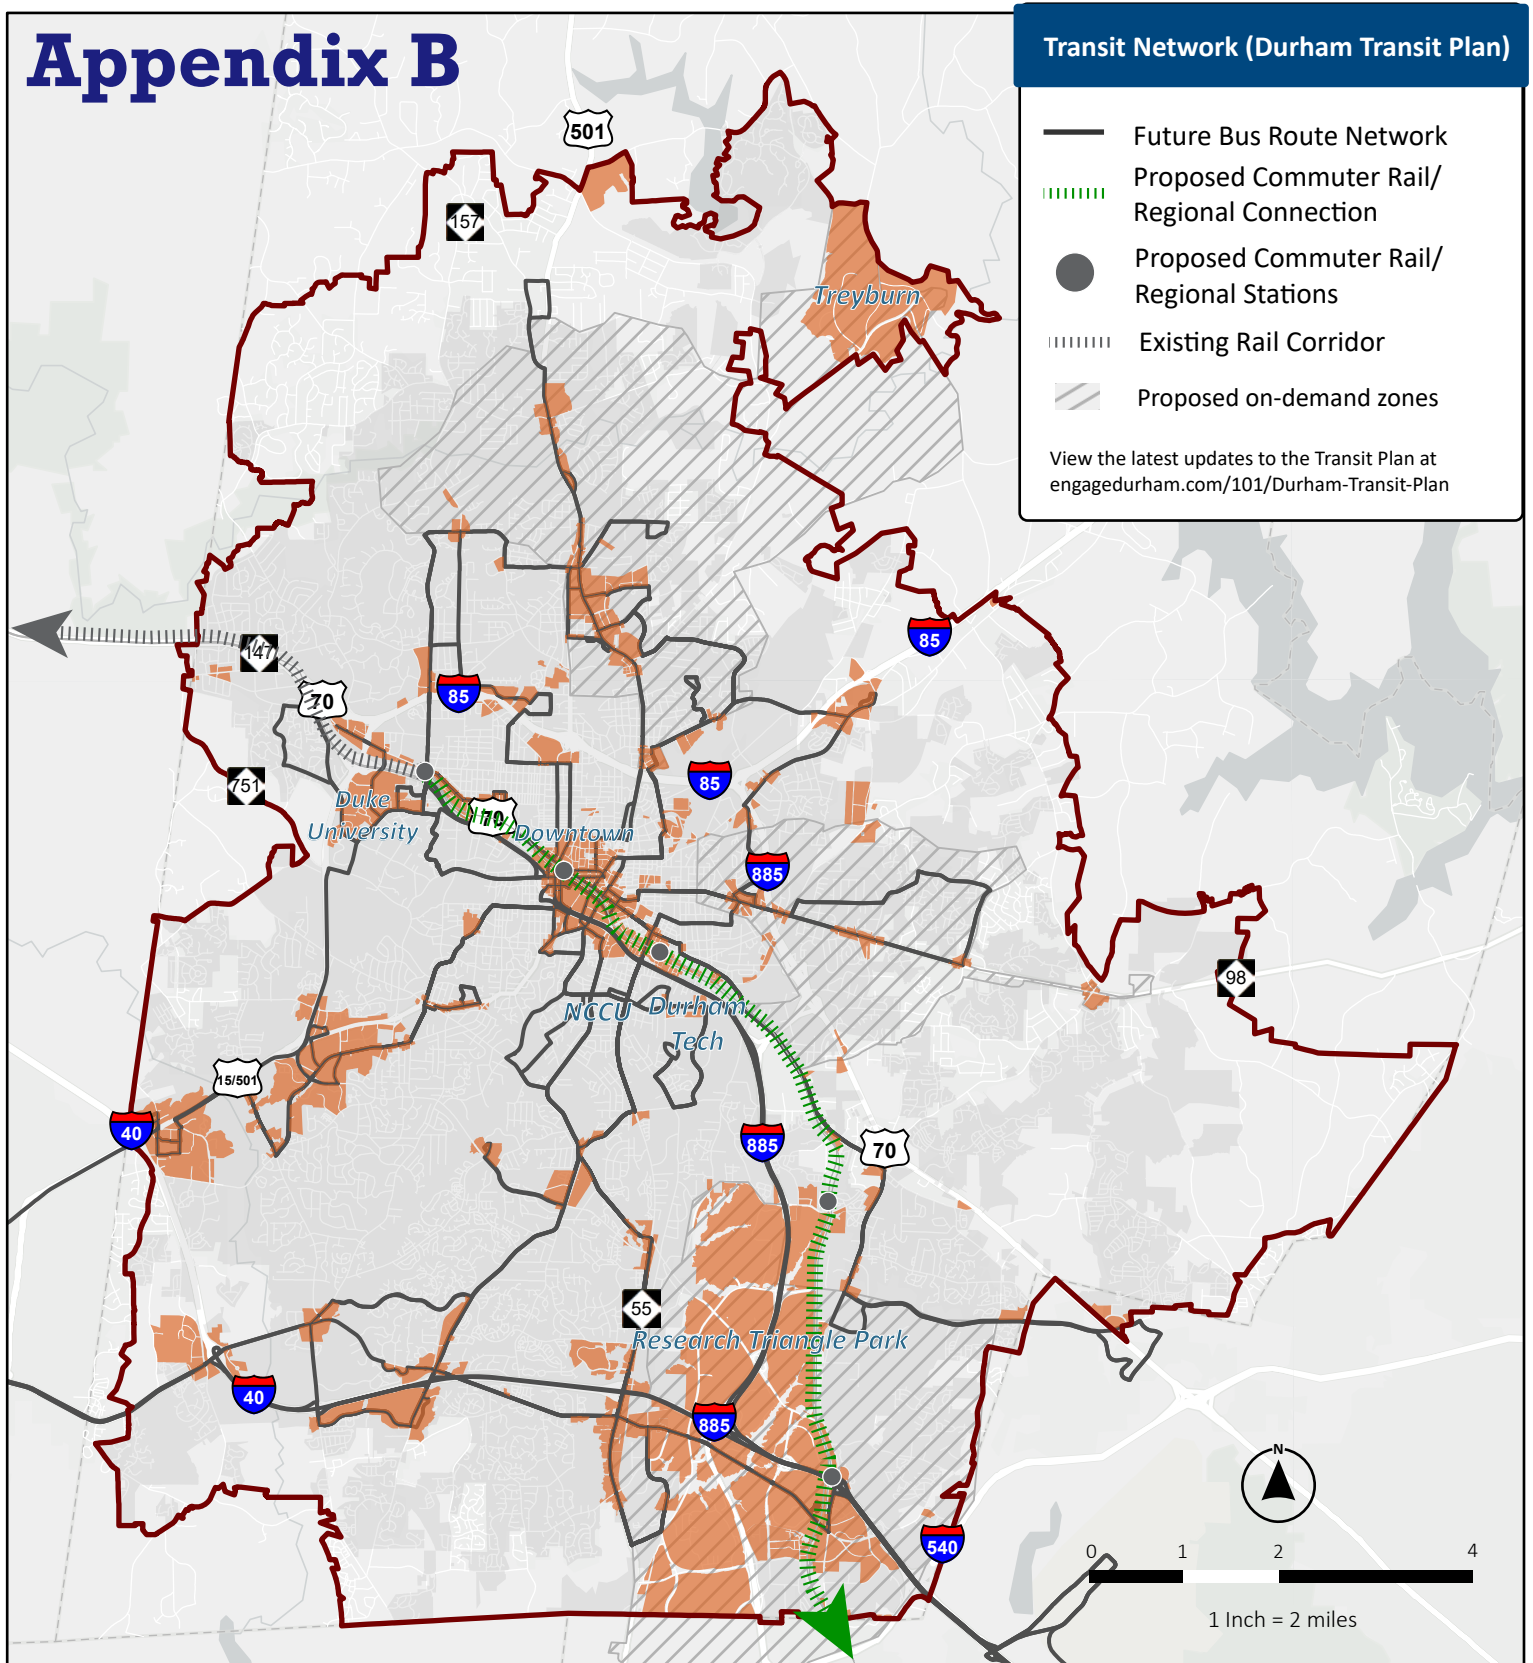 Appendix B
Transit Network (Durham Transit Plan)
Future Bus Route Network
Proposed Commuter Rail/
Regional Connection
Proposed Commuter Rail/
Regional Stations
Existing Rail Corridor
Proposed on-demand zones
View the latest updates to the Transit Plan at
engagedurham.com/101/Durham-Transit-Plan
501
157
Treyburn
85
147
70
85
85
751
Duke
University
70
Downtown
885
98
NCCU
Durham
Tech
15/501
40
885
70
55
Research Triangle Park
40
885
540
N
0 1 2 4
1 Inch = 2 miles